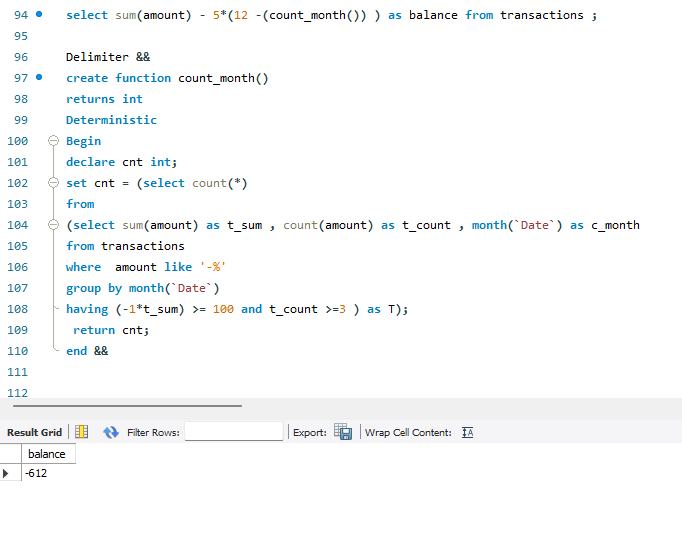 94 select sum(amount) - 5*(12 -(count_month()) ) as balance from transactions ;
95
96 Delimiter &&
97 create function count_month()
98 returns int
99 Deterministic
100 Begin
101 declare cnt int;
102 set cnt = (select count(*)
103 from
104 (select sum(amount) as t_sum , count(amount) as t_count , month(`Date`) as c_month
105 from transactions
106 where  amount like '-%'
107 group by month(`Date`)
108 having (-1*t_sum) >= 100 and t_count >=3 ) as T);
109  return cnt;
110 end &&
111
112
Result Grid Filter Rows: Export: Wrap Cell Content: IA
balance
-612